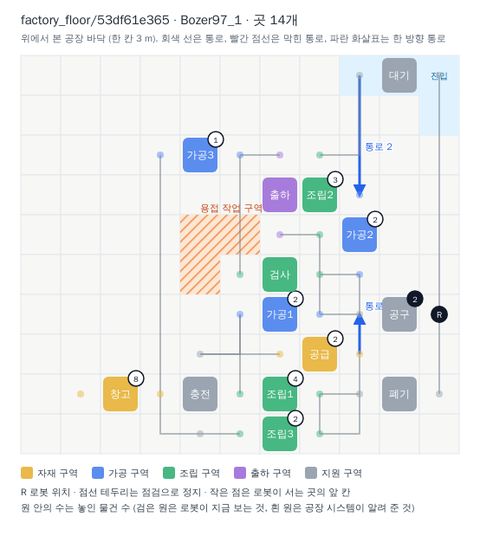 factory_floor/53df61e365 · Bozer97_1 · 곳 14개
위에서 본 공장 바닥 (한 칸 3 m). 회색 선은 통로, 빨간 점선은 막힌 통로, 파란 화살표는 한 방향 통로
대기
전립
1
가공3
통로 2
3
출하
조립2
용접 작업 구역
2
가공2
검사
2
가공1
통로
2
공구
R
2
공급
8
창고
충전
4
조립1
폐기
2
조립3
자재 구역
가공 구역
조립 구역
출하 구역
지원 구역
R 로봇 위치 · 점선 테두리는 점검으로 정지 · 작은 점은 로봇이 서는 곳의 앞 칸
원 안의 수는 놓인 물건 수 (검은 원은 로봇이 지금 보는 것, 흰 원은 공장 시스템이 알려 준 것)